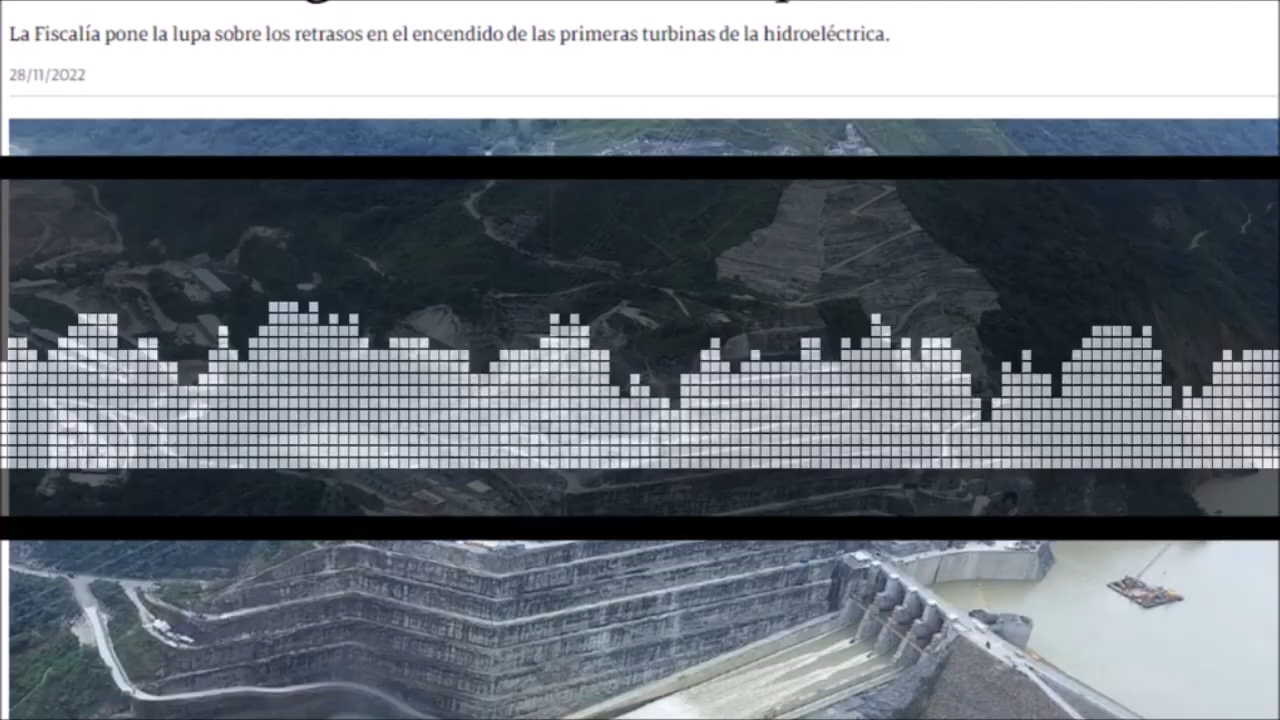 La Fiscalía pone la lupa sobre los retrasos en el encendido de las primeras turbinas de la hidroeléctrica.
28/11/2022